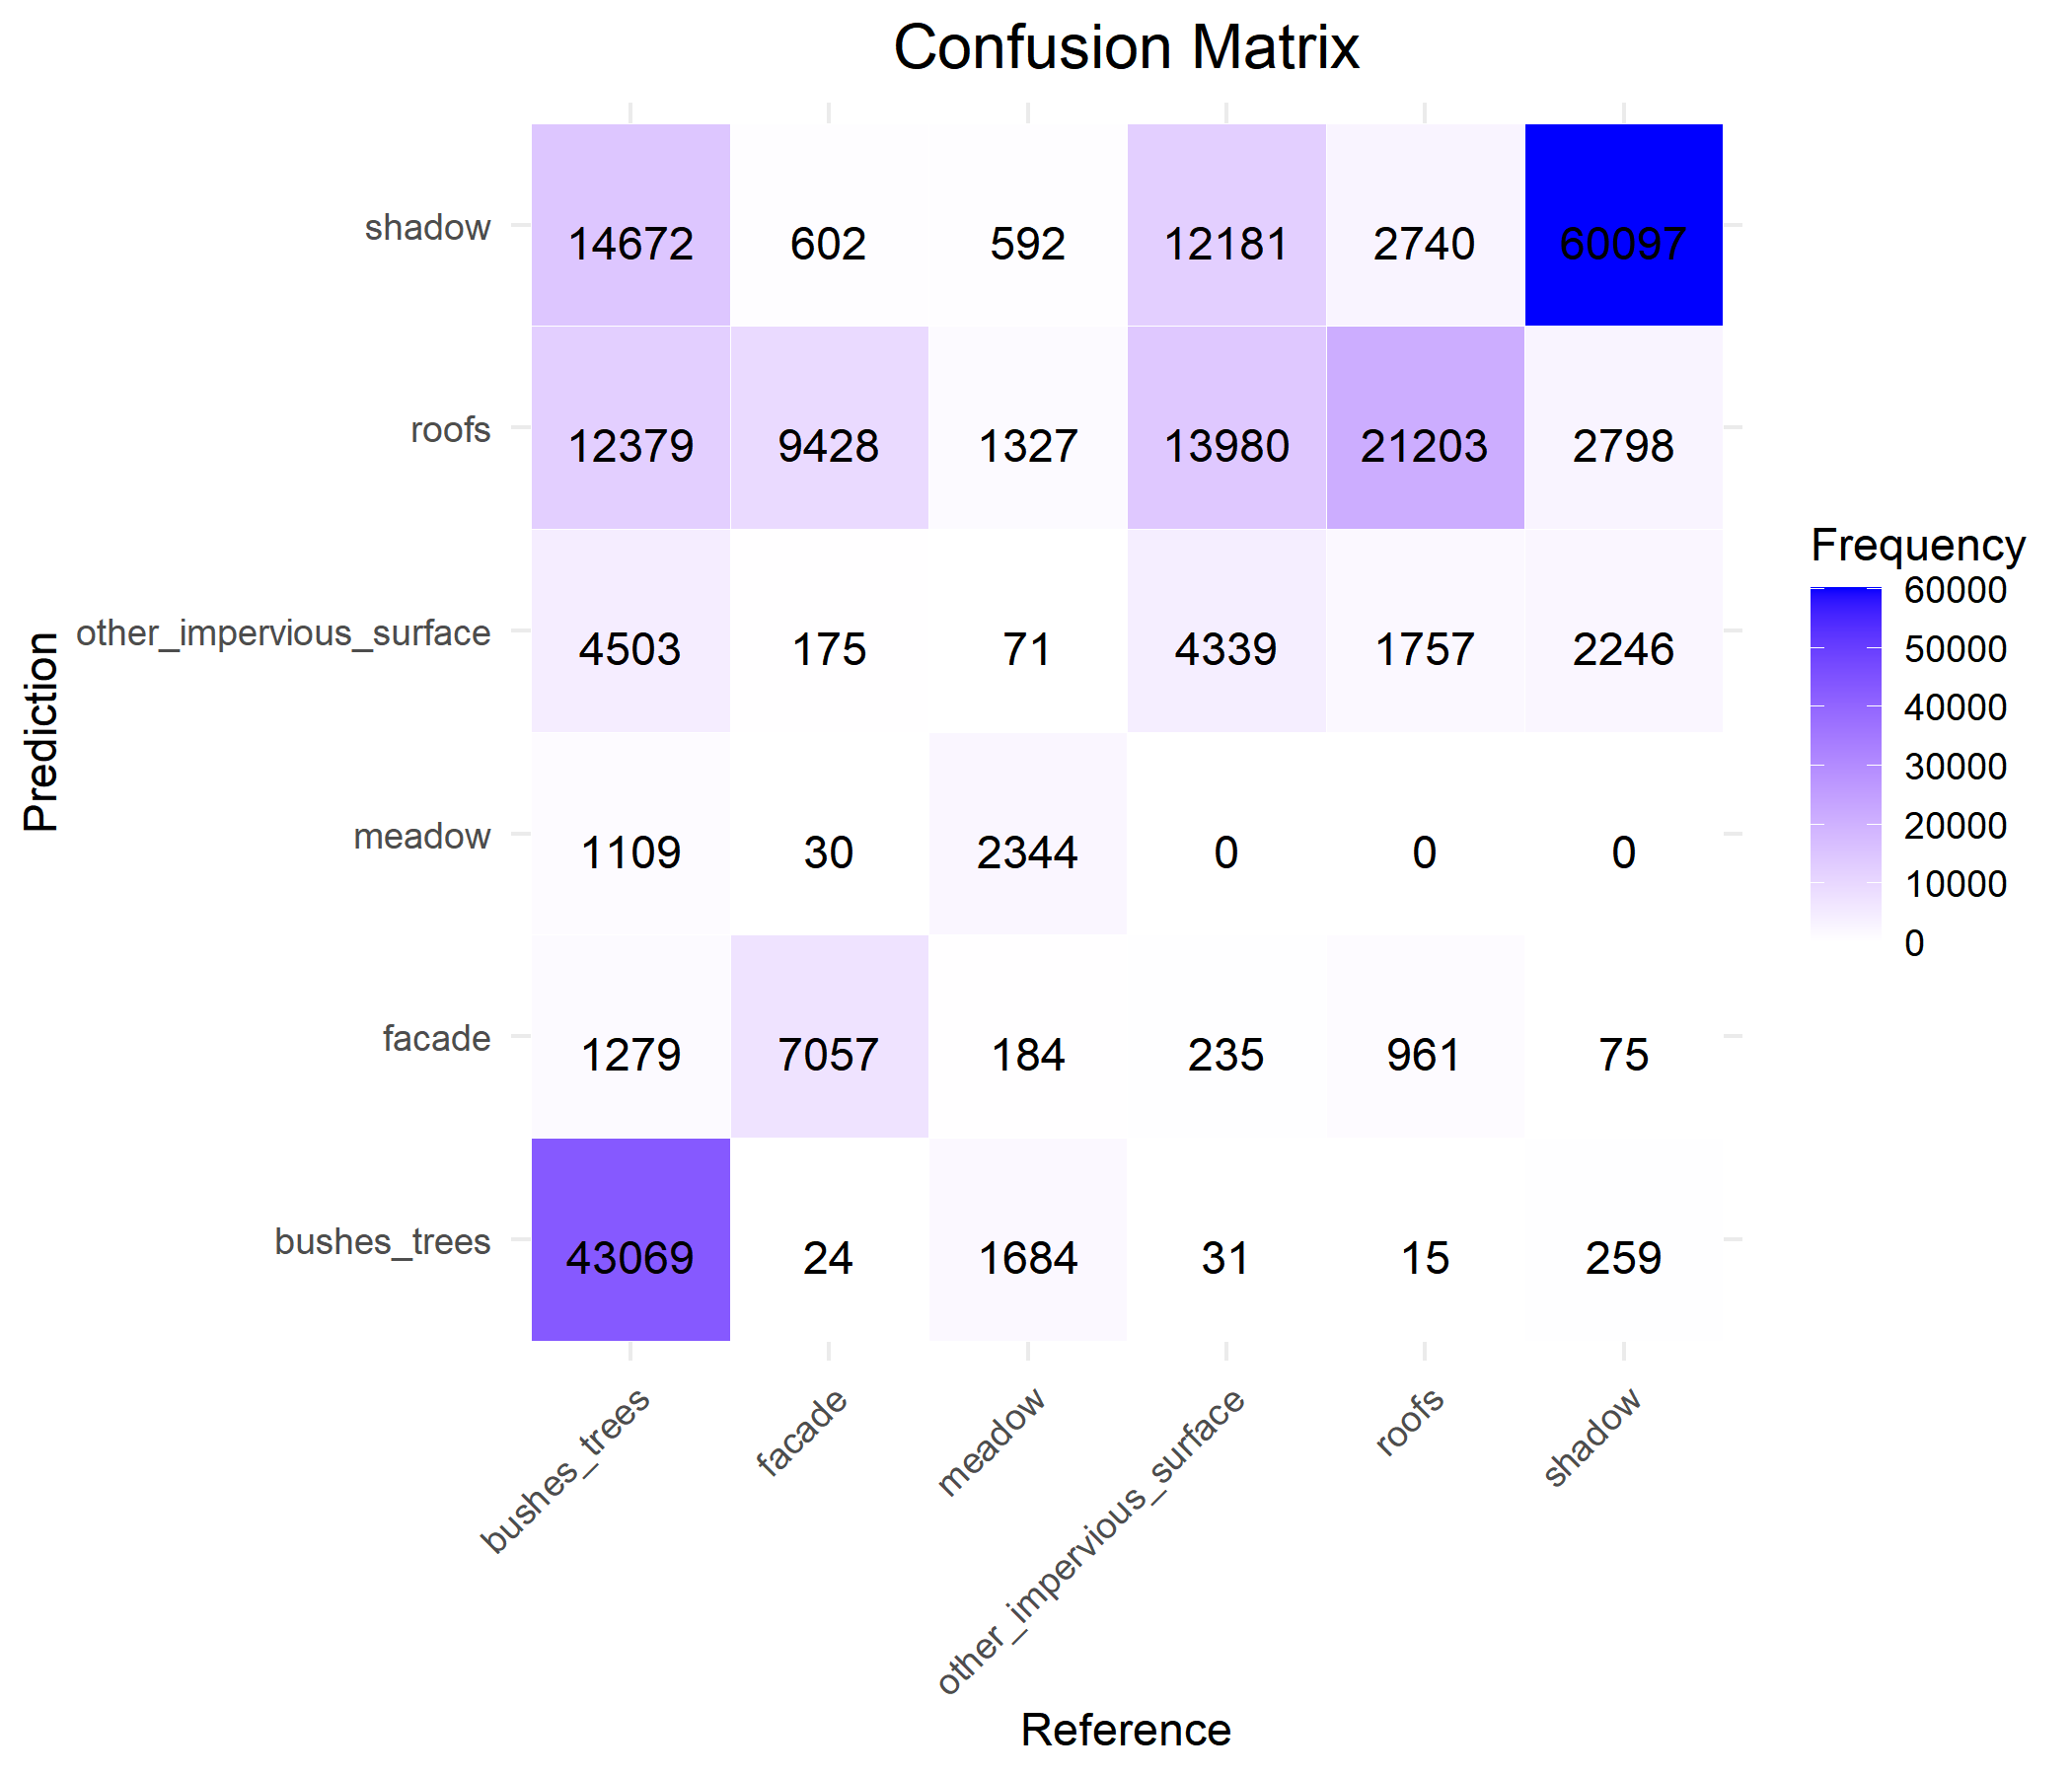 Confusion Matrix
Prediction
shadow
14672 602 592 12181 2740 60097
roofs
12379 9428 1327 13980 21203 2798
other_impervious_surface
4503 175 71 4339 1757 2246
meadow
1109 30 2344 0 0 0
facade
1279 7057 184 235 961 75
bushes_trees
43069 24 1684 31 15 259
bushes_trees
facade
meadow
other_impervious_surface
roofs
shadow
Reference
Frequency
60000
50000
40000
30000
20000
10000
0